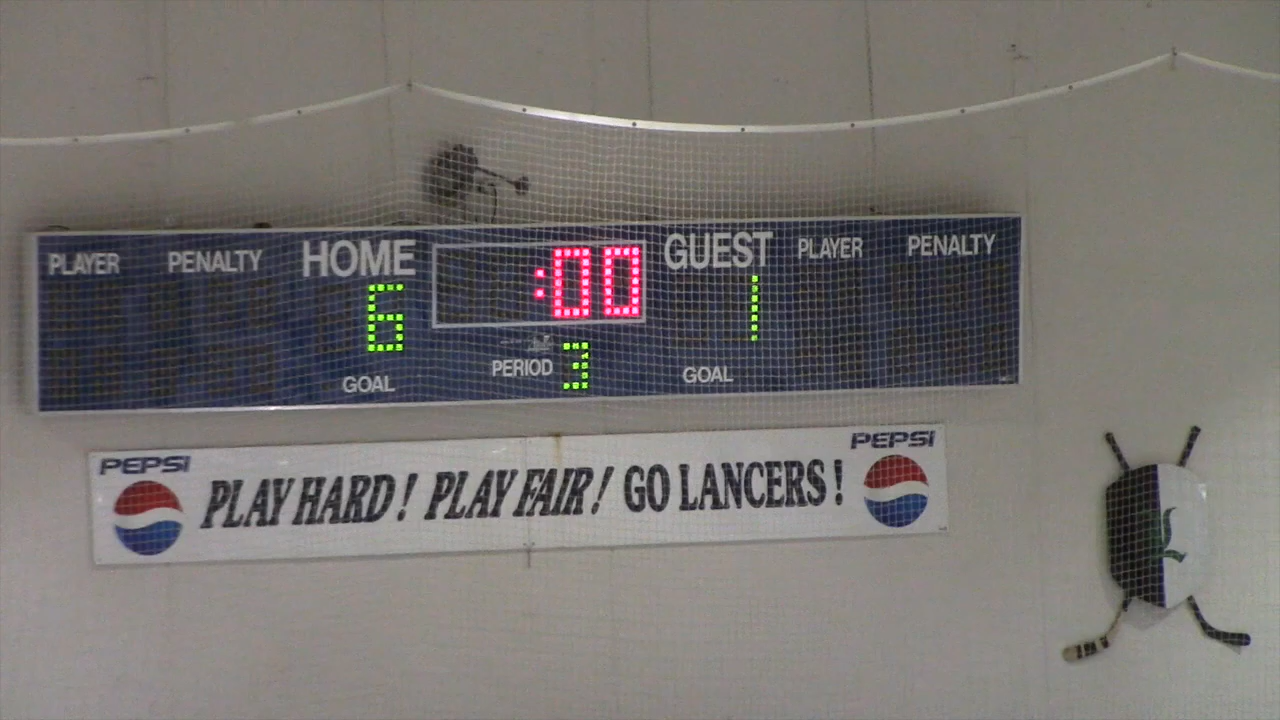 PLAYER PENALTY HOME :00 GUEST PLAYER PENALTY
6 1
GOAL PERIOD 3 GOAL
PEPSI PEPSI
PLAY HARD! PLAY FAIR! GO LANCERS!
L